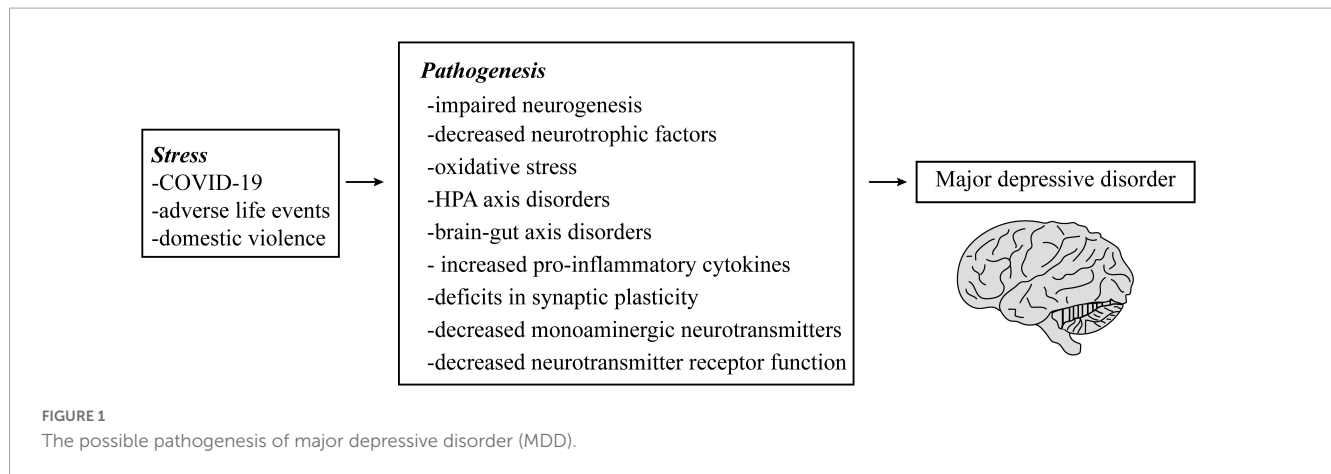 Stress
-COVID-19
-adverse life events
-domestic violence
Pathogenesis
-impaired neurogenesis
-decreased neurotrophic factors
-oxidative stress
-HPA axis disorders
-brain-gut axis disorders
- increased pro-inflammatory cytokines
-deficits in synaptic plasticity
-decreased monoaminergic neurotransmitters
-decreased neurotransmitter receptor function
Major depressive disorder
FIGURE 1
The possible pathogenesis of major depressive disorder (MDD).